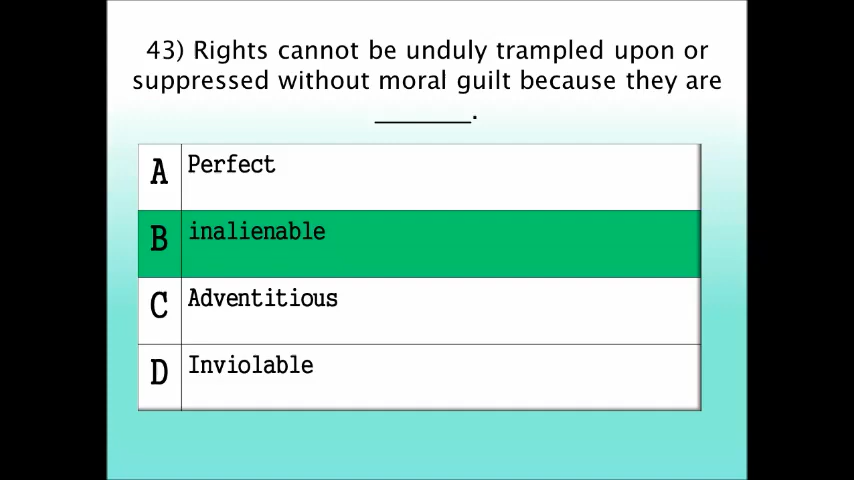 43) Rights cannot be unduly trampled upon or
suppressed without moral guilt because they are
________.
A Perfect
B inalienable
C Adventitious
D Inviolable